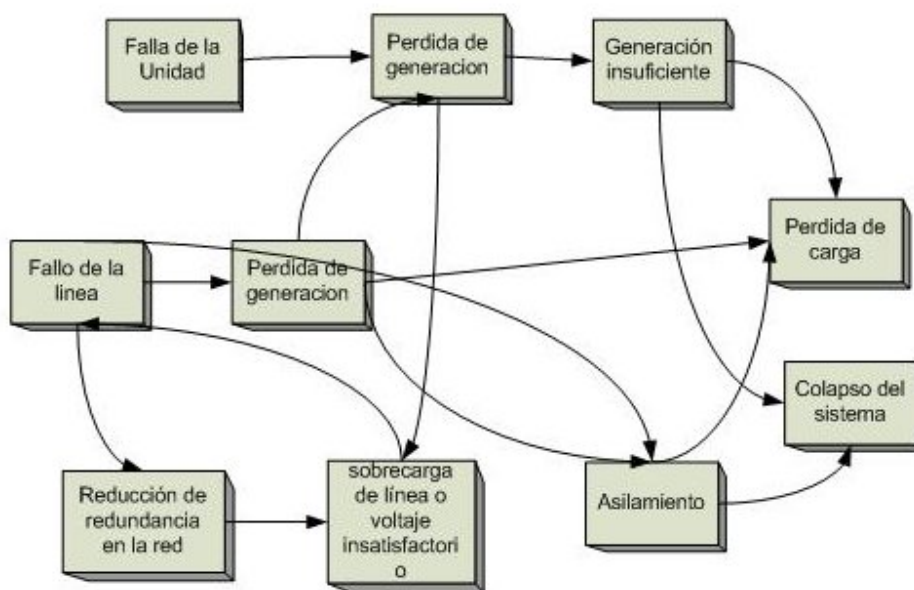 Falla de la
Unidad
Perdida de
generacion
Generación
insuficiente
Perdida de
carga
Fallo de la
linea
Perdida de
generacion
Colapso del
sistema
Reducción de
redundancia
en la red
sobrecarga
de línea o
voltaje
insatisfactori
o
Asilamiento